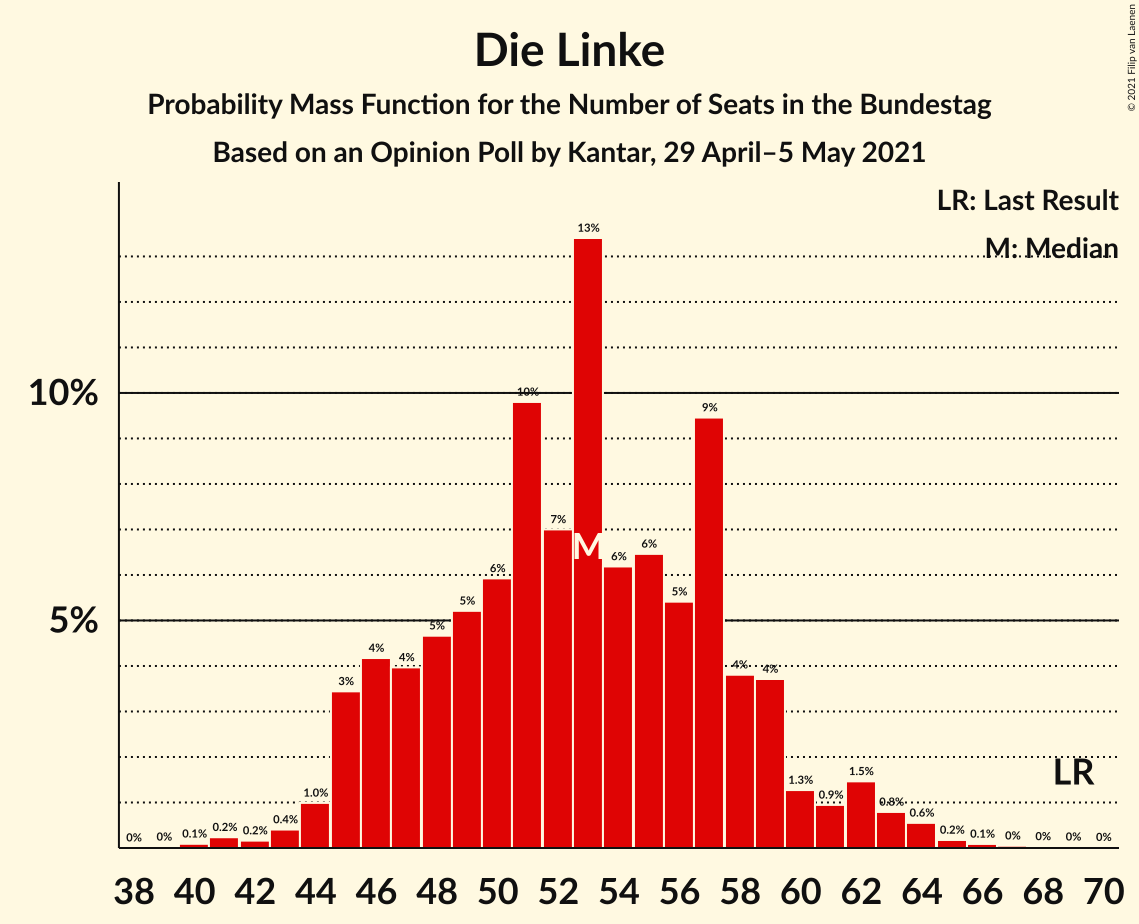 © 2021 Filip van Laenen
Die Linke
Probability Mass Function for the Number of Seats in the Bundestag
Based on an Opinion Poll by Kantar, 29 April–5 May 2021
LR: Last Result
M: Median
10%
5%
0% 0% 0.1% 0.2% 0.2% 0.4% 1.0% 3% 4% 4% 5% 5% 6% 10% 7% 13% 6% 6% 5% 9% 4% 4% 1.3% 0.9% 1.5% 0.8% 0.6% 0.2% 0.1% 0% 0% 0% 0%
M
LR
38 40 42 44 46 48 50 52 54 56 58 60 62 64 66 68 70